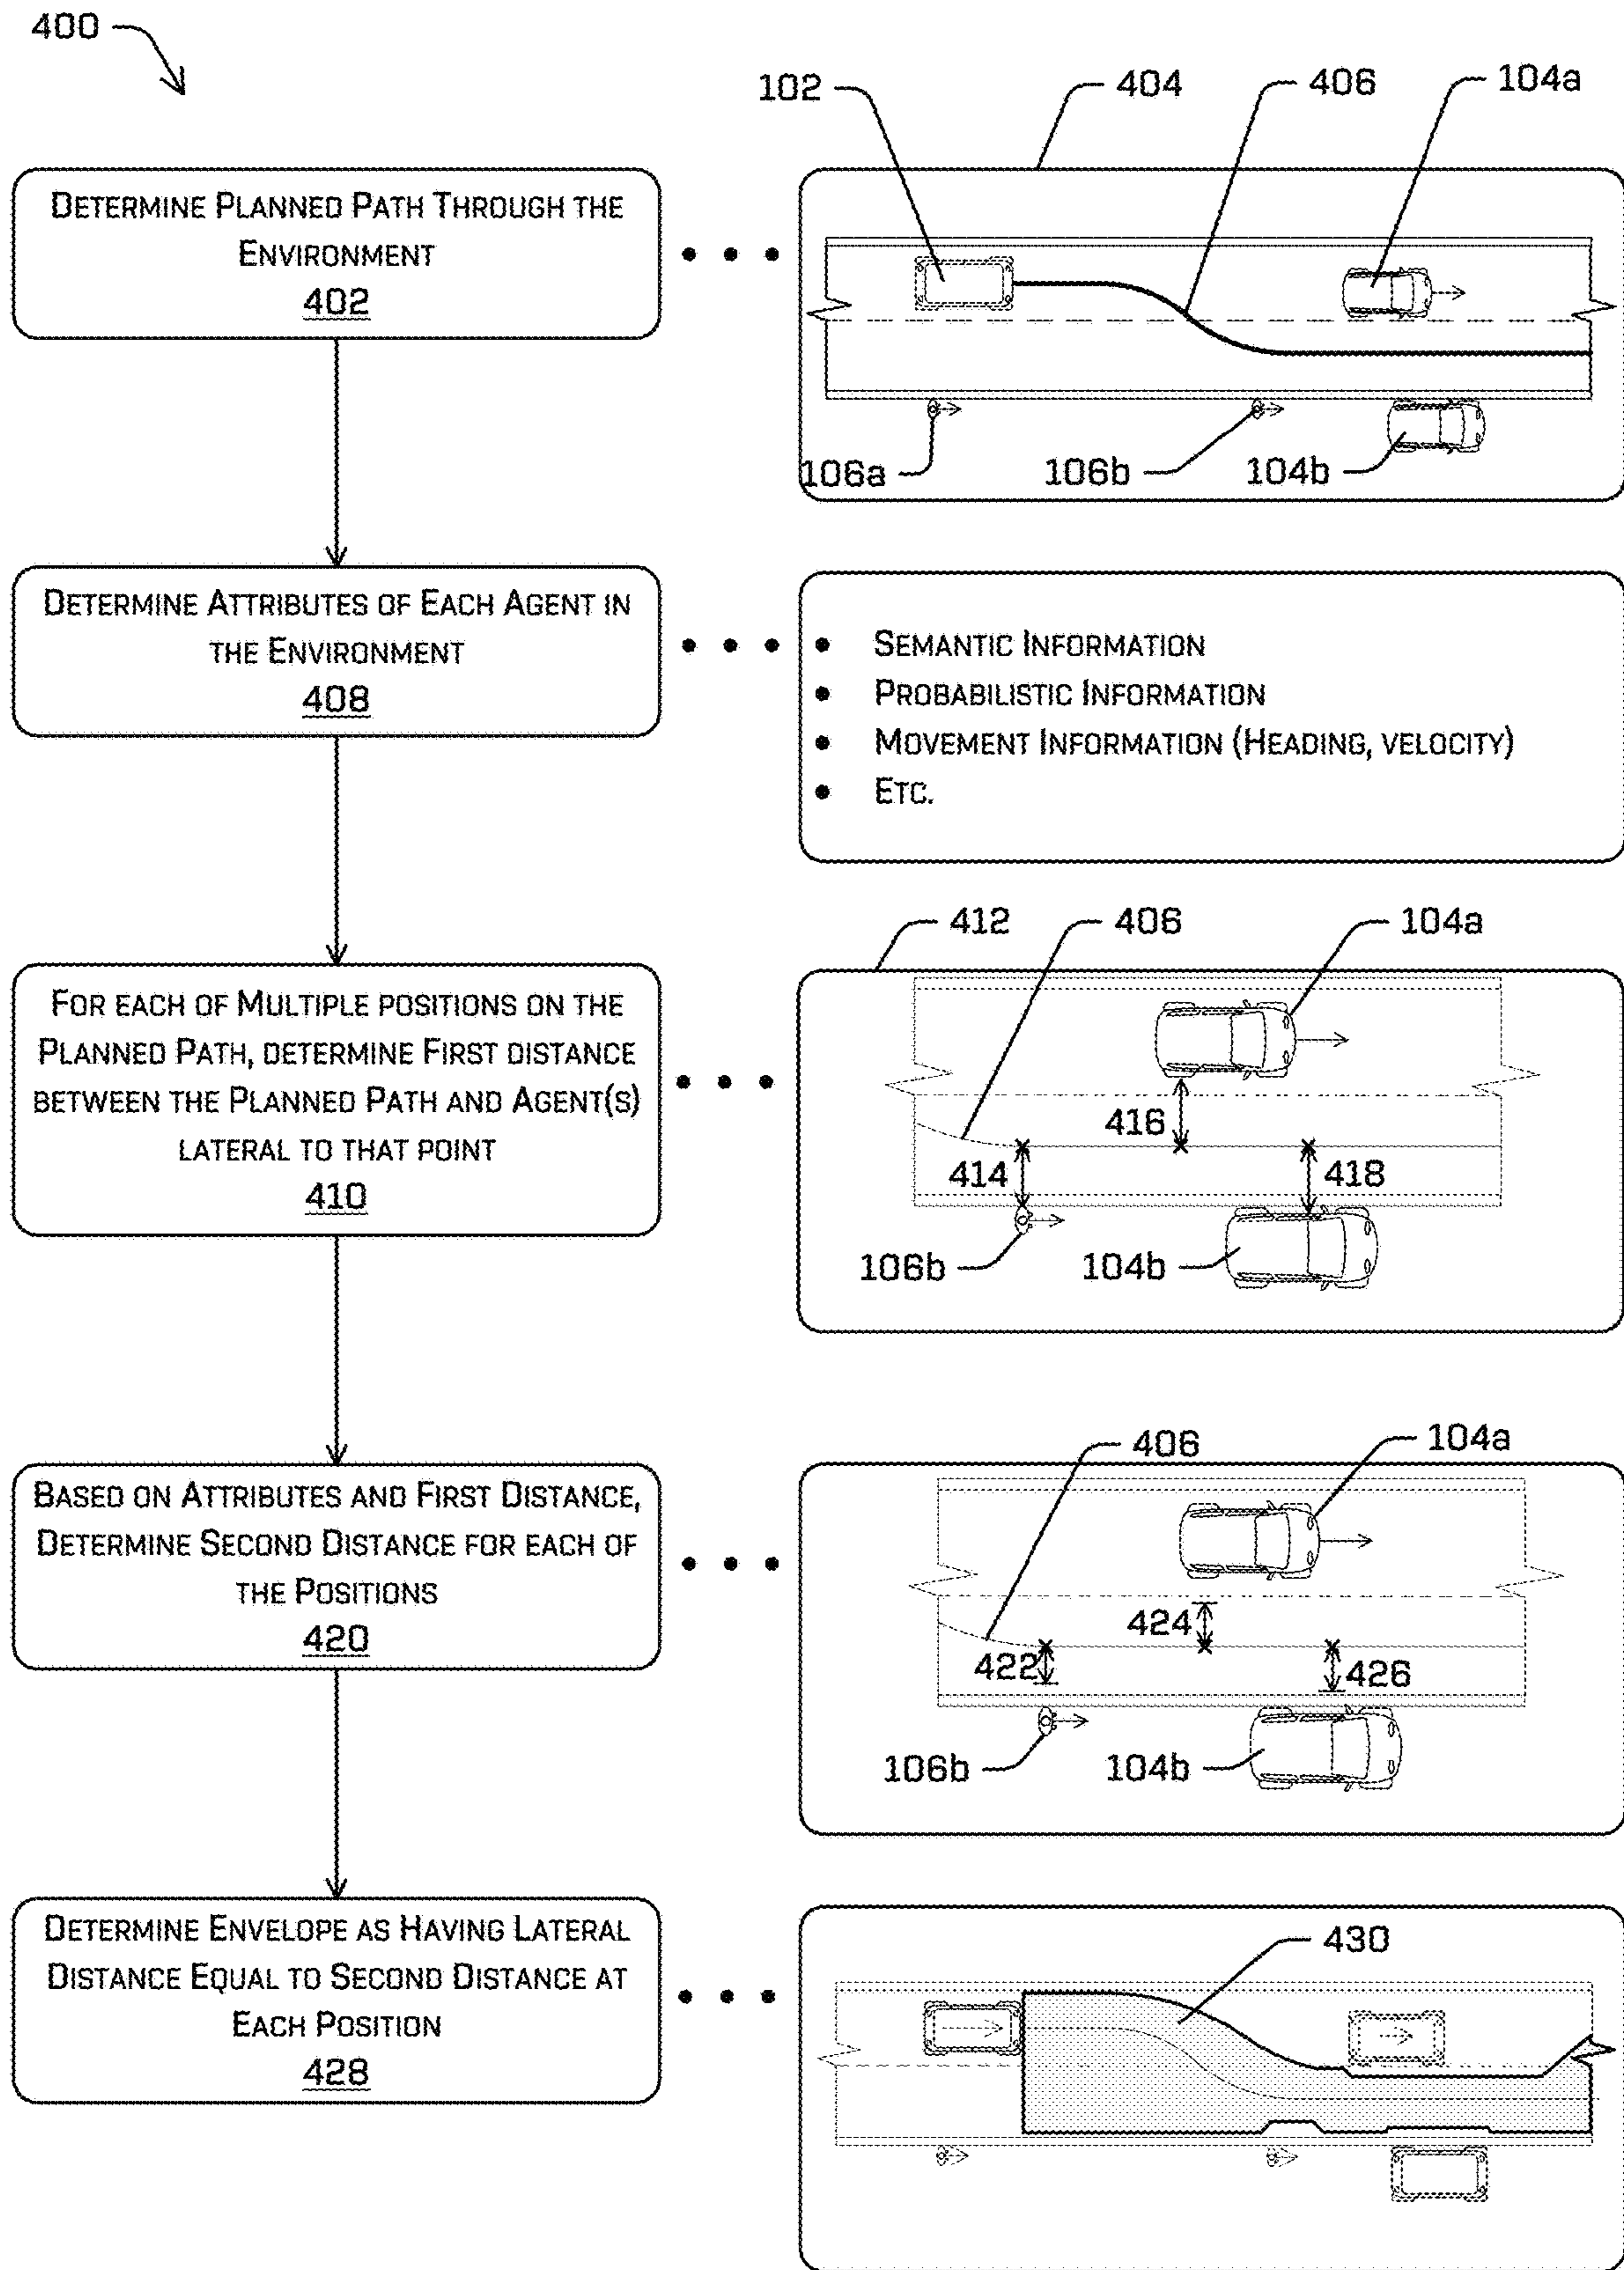 400
102
404
406
104a
DETERMINE PLANNED PATH THROUGH THE
ENVIRONMENT
402
106a
106b
104b
DETERMINE ATTRIBUTES OF EACH AGENT IN
THE ENVIRONMENT
408
• SEMANTIC INFORMATION
• PROBABILISTIC INFORMATION
• MOVEMENT INFORMATION (HEADING, VELOCITY)
• ETC.
412
406
104a
FOR EACH OF MULTIPLE POSITIONS ON THE
PLANNED PATH, DETERMINE FIRST DISTANCE
BETWEEN THE PLANNED PATH AND AGENT(S)
LATERAL TO THAT POINT
410
416
414
418
106b
104b
406
104a
BASED ON ATTRIBUTES AND FIRST DISTANCE,
DETERMINE SECOND DISTANCE FOR EACH OF
THE POSITIONS
420
424
422
426
106b
104b
DETERMINE ENVELOPE AS HAVING LATERAL
DISTANCE EQUAL TO SECOND DISTANCE AT
EACH POSITION
428
430